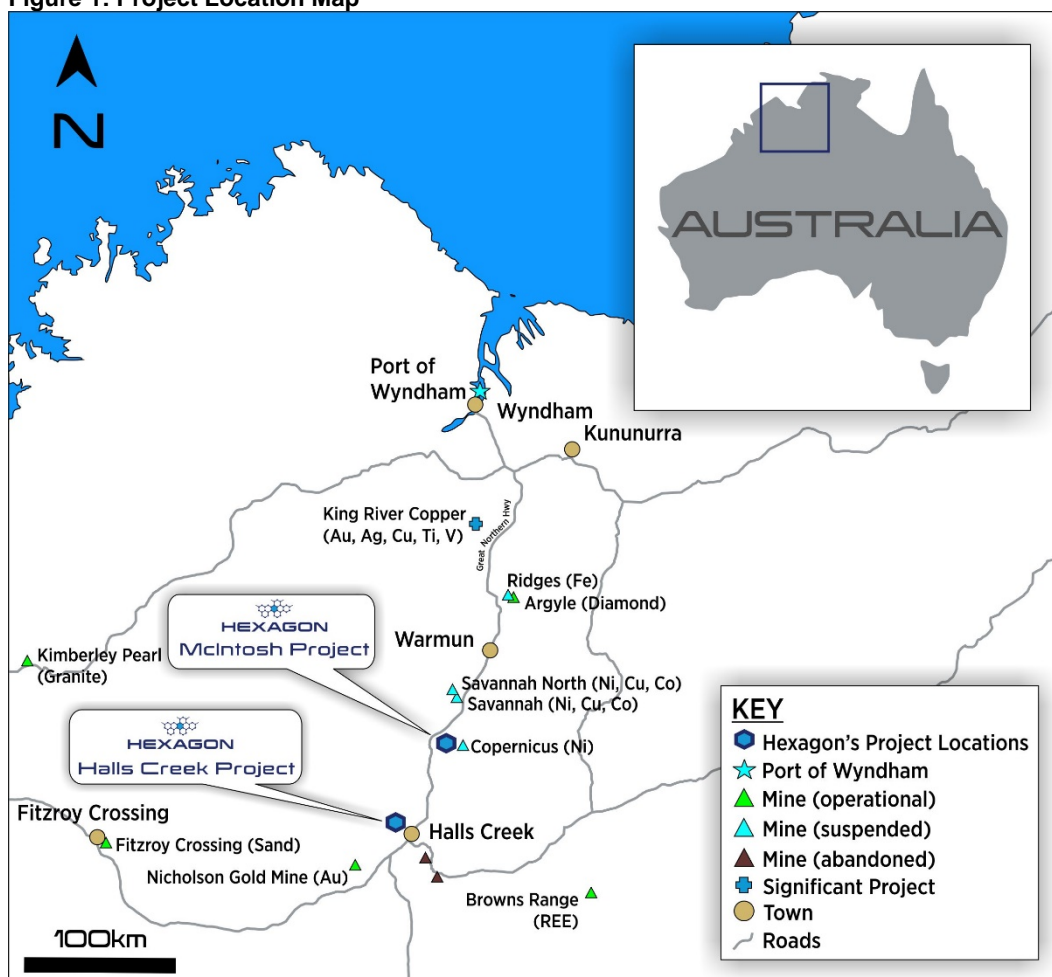 Figure 1: Project Location Map
N
AUSTRALIA
Port of
Wyndham
Wyndham
Kununurra
King River Copper
(Au, Ag, Cu, Ti, V)
Great Northern Hwy
Ridges (Fe)
Argyle (Diamond)
HEXAGON
McIntosh Project
Warmun
Kimberley Pearl
(Granite)
Savannah North (Ni, Cu, Co)
Savannah (Ni, Cu, Co)
HEXAGON
Halls Creek Project
Copernicus (Ni)
Fitzroy Crossing
Fitzroy Crossing (Sand)
Halls Creek
Nicholson Gold Mine (Au)
Browns Range
(REE)
100km
KEY
Hexagon's Project Locations
Port of Wyndham
Mine (operational)
Mine (suspended)
Mine (abandoned)
Significant Project
Town
Roads